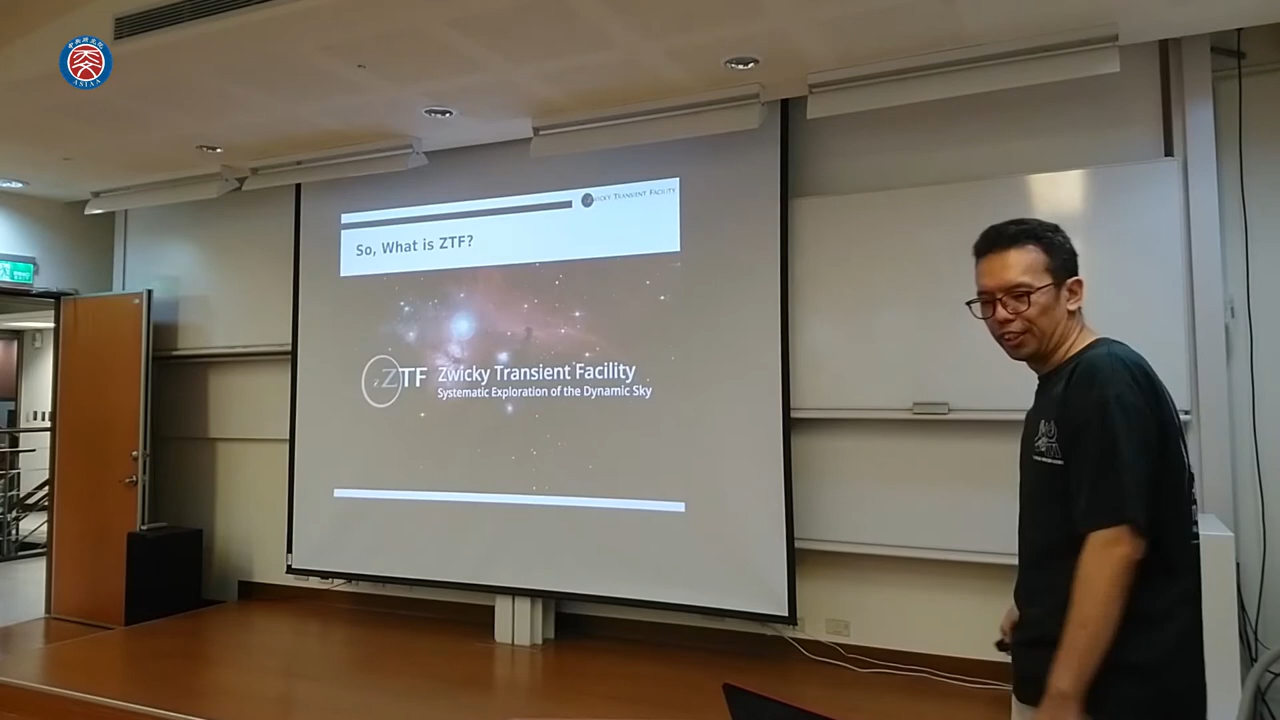 ASIAA
ZWICKY TRANSIENT FACILITY
So, What is ZTF?
ZTF
Zwicky Transient Facility
Systematic Exploration of the Dynamic Sky